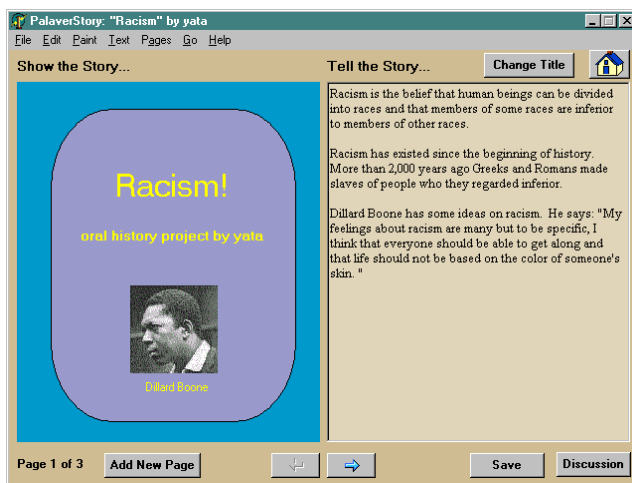 PalaverStory: "Racism" by yata
File Edit Paint Text Pages Go Help
Show the Story...
Tell the Story...
Change Title
Racism!
oral history project by yata
Dillard Boone
Racism is the belief that human beings can be divided
into races and that members of some races are inferior
to members of other races.
Racism has existed since the beginning of history.
More than 2,000 years ago Greeks and Romans made
slaves of people who they regarded inferior.
Dillard Boone has some ideas on racism. He says: "My
feelings about racism are many but to be specific, I
think that everyone should be able to get along and
that life should not be based on the color of someone's
skin. "
Page 1 of 3
Add New Page
Save
Discussion